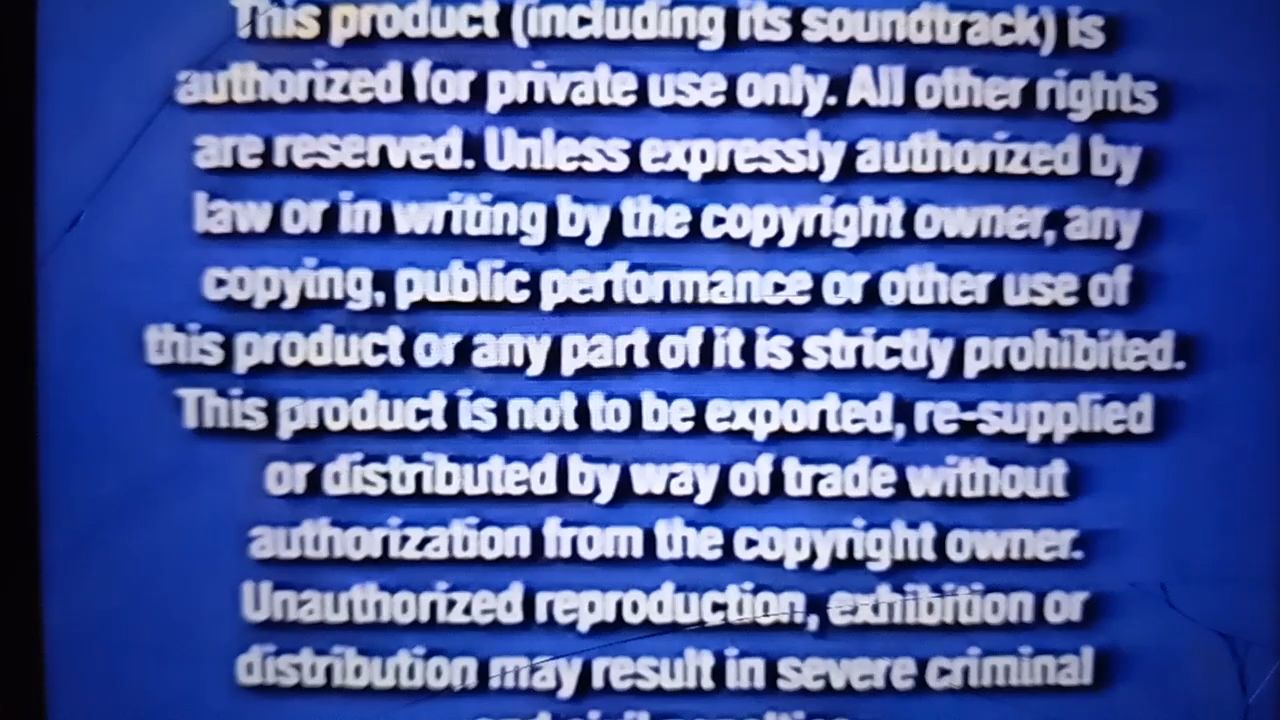 This product (including its soundtrack) is
authorized for private use only. All other rights
are reserved. Unless expressly authorized by
law or in writing by the copyright owner, any
copying, public performance or other use of
this product or any part of it is strictly prohibited.
This product is not to be exported, re-supplied
or distributed by way of trade without
authorization from the copyright owner.
Unauthorized reproduction, exhibition or
distribution may result in severe criminal
and civil penalties